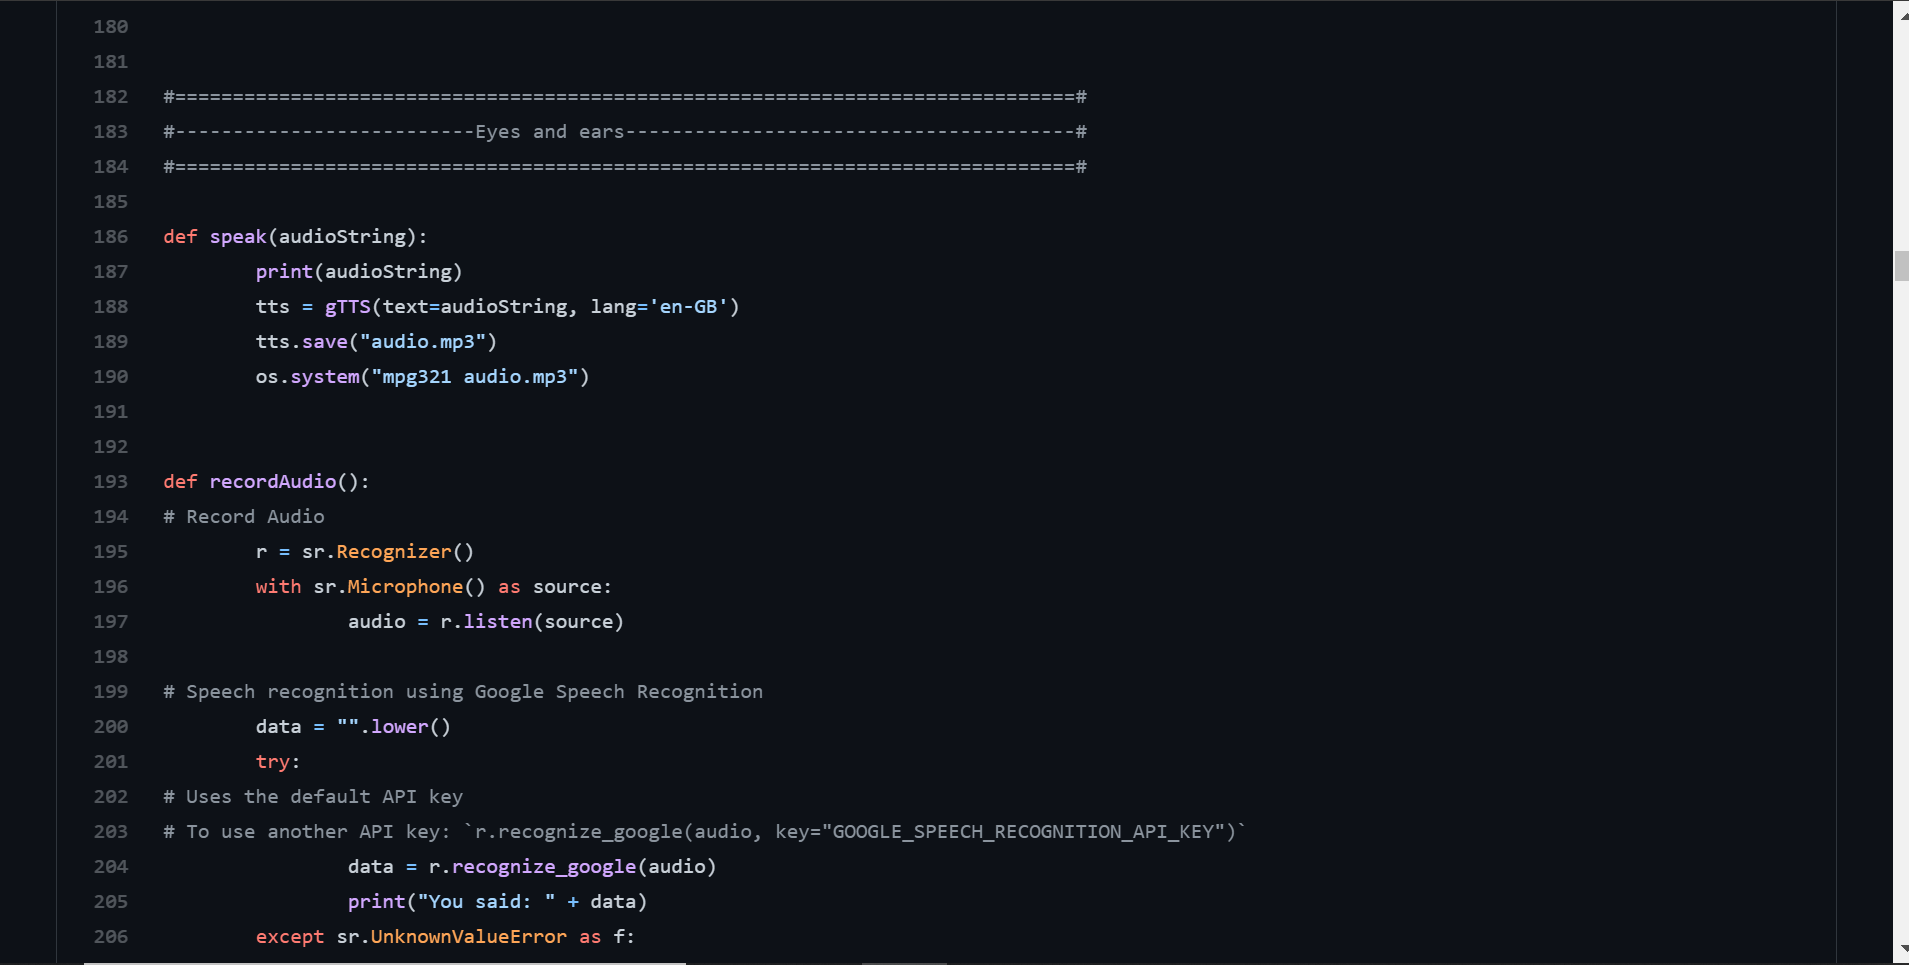 180
181
182 #==============================================================================#
183 #--------------------------Eyes and ears---------------------------------------#
184 #==============================================================================#
185
186 def speak(audioString):
187         print(audioString)
188         tts = gTTS(text=audioString, lang='en-GB')
189         tts.save("audio.mp3")
190         os.system("mpg321 audio.mp3")
191
192
193 def recordAudio():
194 # Record Audio
195         r = sr.Recognizer()
196         with sr.Microphone() as source:
197                 audio = r.listen(source)
198
199 # Speech recognition using Google Speech Recognition
200         data = "".lower()
201         try:
202 # Uses the default API key
203 # To use another API key: `r.recognize_google(audio, key="GOOGLE_SPEECH_RECOGNITION_API_KEY")`
204                 data = r.recognize_google(audio)
205                 print("You said: " + data)
206         except sr.UnknownValueError as f: